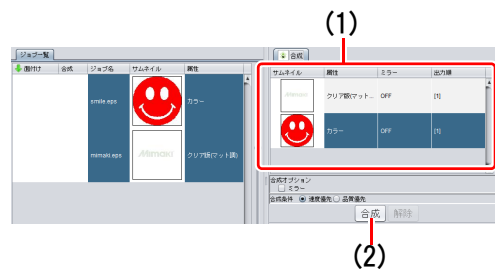 (1)
ジョブ一覧
面付け 合成 ジョブ名 サムネイル 属性
smile.eps カラー
mimaki.eps Mimaki クリア版(マット調)
合成
サムネイル 属性 ミラー 出力順
Mimaki クリア版(マット... OFF [1]
カラー OFF [1]
合成オプション
ミラー
合成条件 速度優先 品質優先
合成 解除
(2)